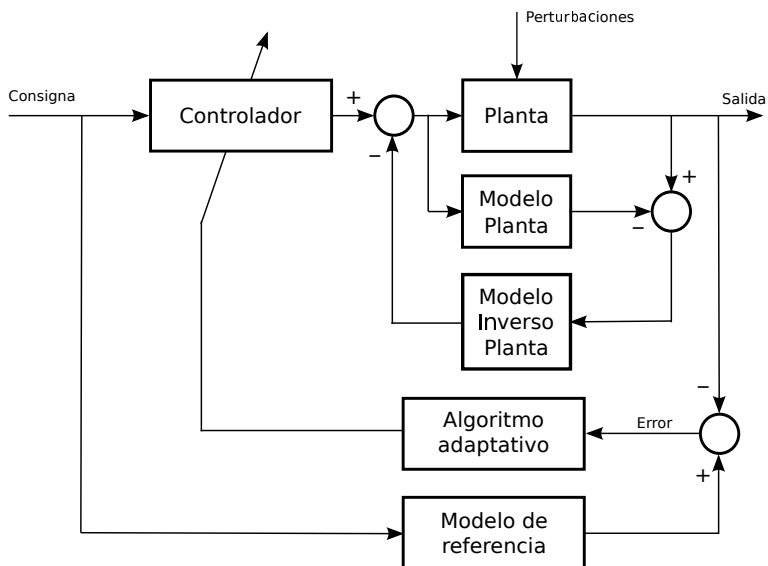 Perturbaciones
Consigna
Salida
Controlador
+
Planta
−
+
Modelo
Planta
−
Modelo
Inverso
Planta
−
Algoritmo
adaptativo
Error
+
Modelo de
referencia